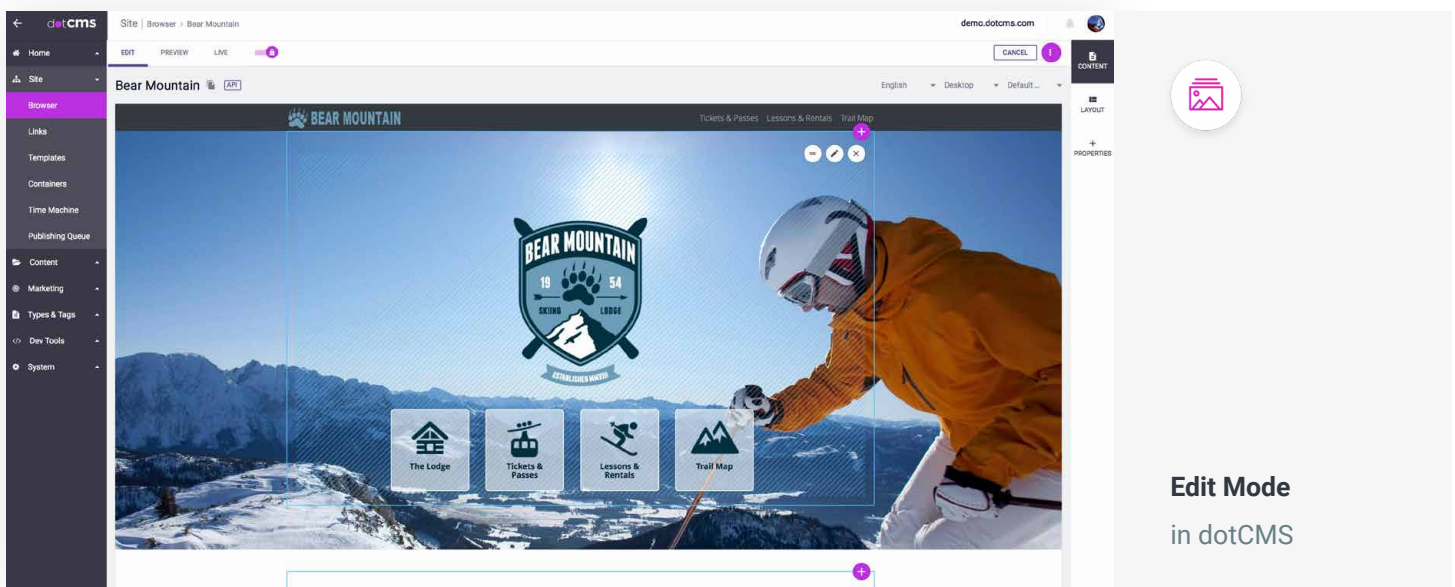 dotCMS
Site | Browser > Bear Mountain
demo.dotcms.com
Home
Site
Browser
Links
Templates
Containers
Time Machine
Publishing Queue
Content
Marketing
Types & Tags
Dev Tools
System
EDIT PREVIEW LIVE
CANCEL
Bear Mountain API
English Desktop Default...
BEAR MOUNTAIN
Tickets & Passes Lessons & Rentals Trail Map
BEAR MOUNTAIN
19 54
SKIING LODGE
ESTABLISHED MMXIII
The Lodge
Tickets &
Passes
Lessons &
Rentals
Trail Map
CONTENT
LAYOUT
PROPERTIES
Edit Mode
in dotCMS